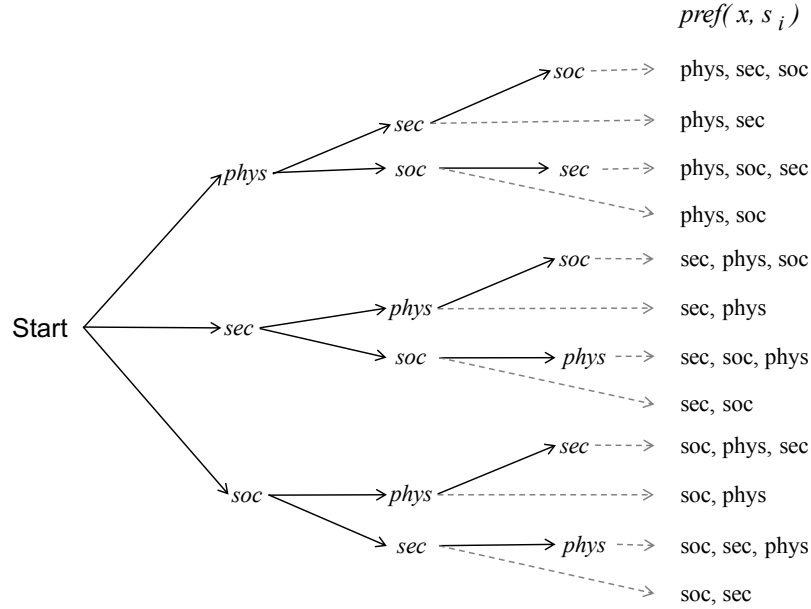 pref( x, s i )
soc phys, sec, soc
sec phys, sec
phys soc sec phys, soc, sec
phys, soc
soc sec, phys, soc
phys sec, phys
Start sec
soc phys sec, soc, phys
sec, soc
sec soc, phys, sec
soc phys soc, phys
sec phys soc, sec, phys
soc, sec